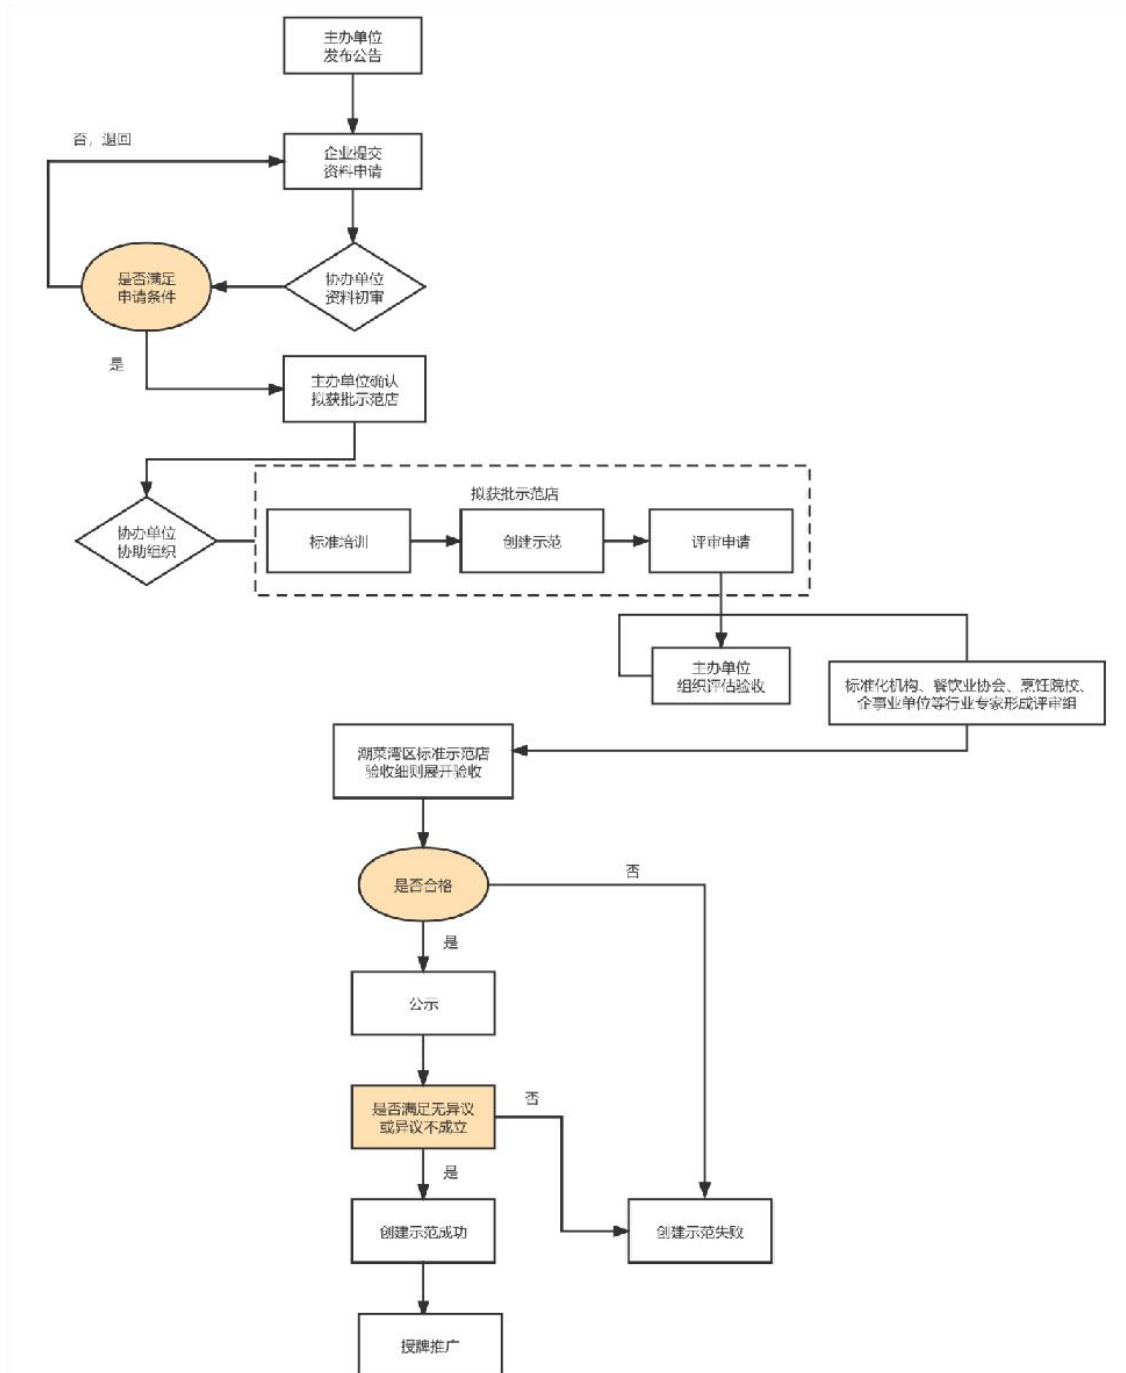 主办单位
发布公告
否，退回
企业提交
资料申请
是否满足
申请条件
协办单位
资料初审
是
主办单位确认
拟获批示范店
拟获批示范店
协办单位
协助组织
标准培训
创建示范
评审申请
主办单位
组织评估验收
标准化机构、餐饮业协会、烹饪院校、
企事业单位等行业专家形成评审组
潮菜湾区标准示范店
验收细则展开验收
是否合格
否
是
公示
是否满足无异议
或异议不成立
否
是
创建示范成功
创建示范失败
授牌推广